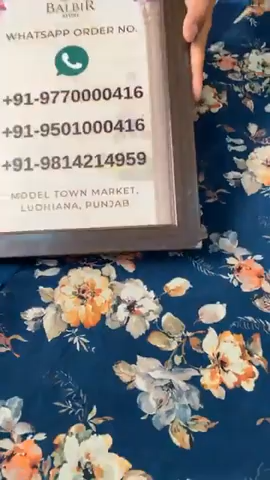 BALBIR
WHATSAPP ORDER NO.
+91-9770000416
+91-9501000416
+91-9814214959
MODEL TOWN MARKET,
LUDHIANA, PUNJAB